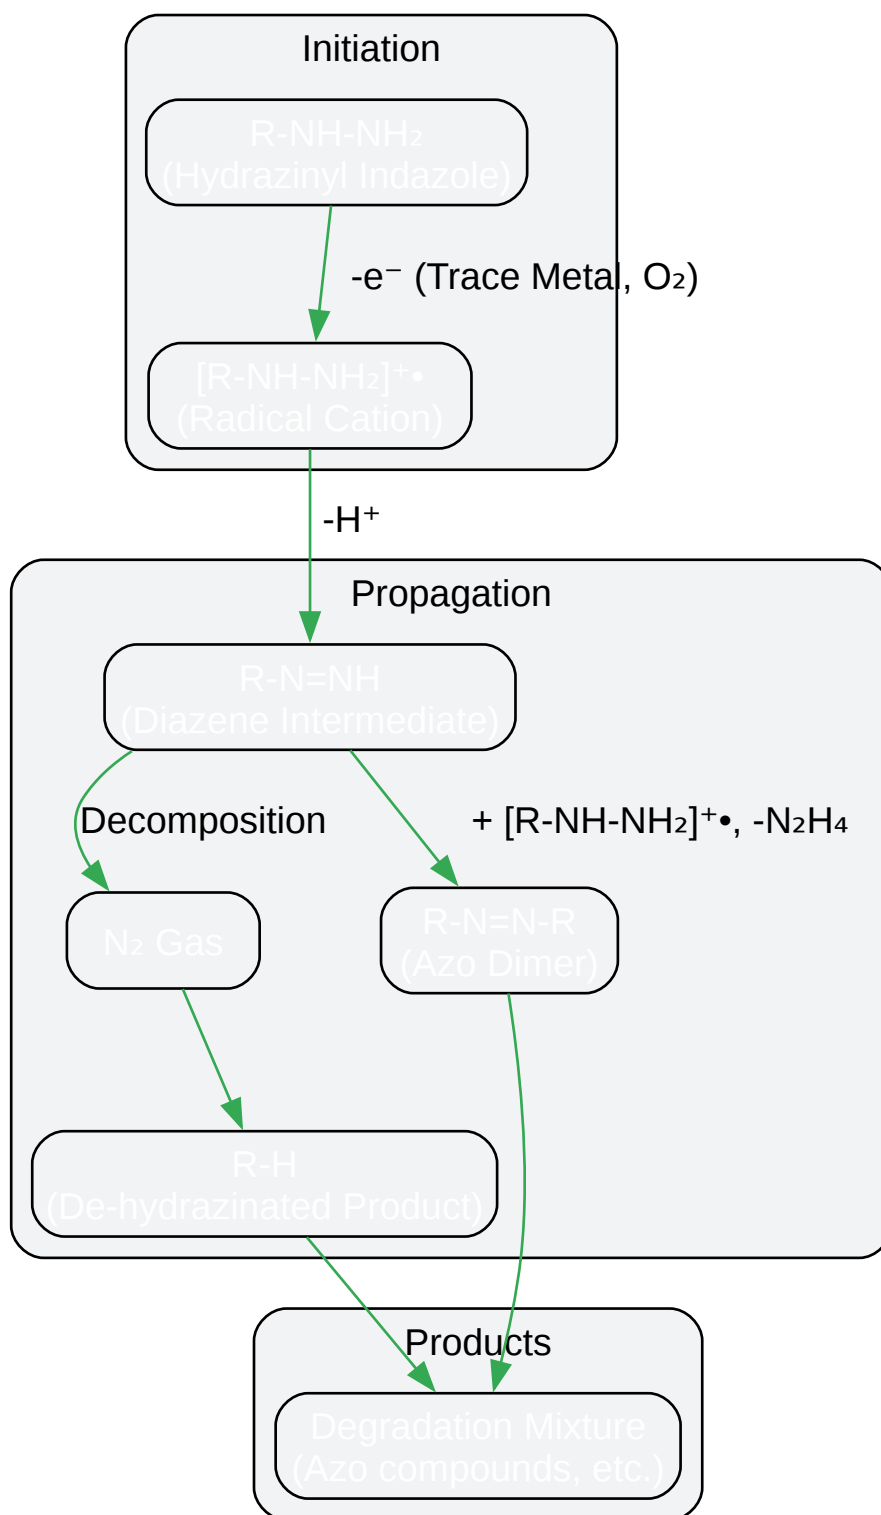 Initiation
R-NH-NH₂
(Hydrazinyl Indazole)
-e⁻ (Trace Metal, O₂)
[R-NH-NH₂]⁺•
(Radical Cation)
-H⁺
Propagation
R-N=NH
(Diazene Intermediate)
Decomposition
+ [R-NH-NH₂]⁺•, -N₂H₄
N₂ Gas
R-N=N-R
(Azo Dimer)
R-H
(De-hydrazinated Product)
Products
Degradation Mixture
(Azo compounds, etc.)